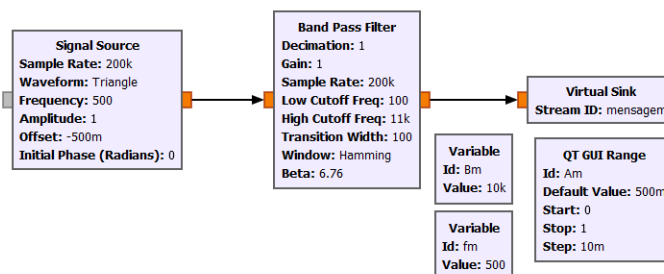 Signal Source
Sample Rate: 200k
Waveform: Triangle
Frequency: 500
Amplitude: 1
Offset: -500m
Initial Phase (Radians): 0
Band Pass Filter
Decimation: 1
Gain: 1
Sample Rate: 200k
Low Cutoff Freq: 100
High Cutoff Freq: 11k
Transition Width: 100
Window: Hamming
Beta: 6.76
Virtual Sink
Stream ID: mensagem
Variable
Id: Bm
Value: 10k
Variable
Id: fm
Value: 500
QT GUI Range
Id: Am
Default Value: 500m
Start: 0
Stop: 1
Step: 10m